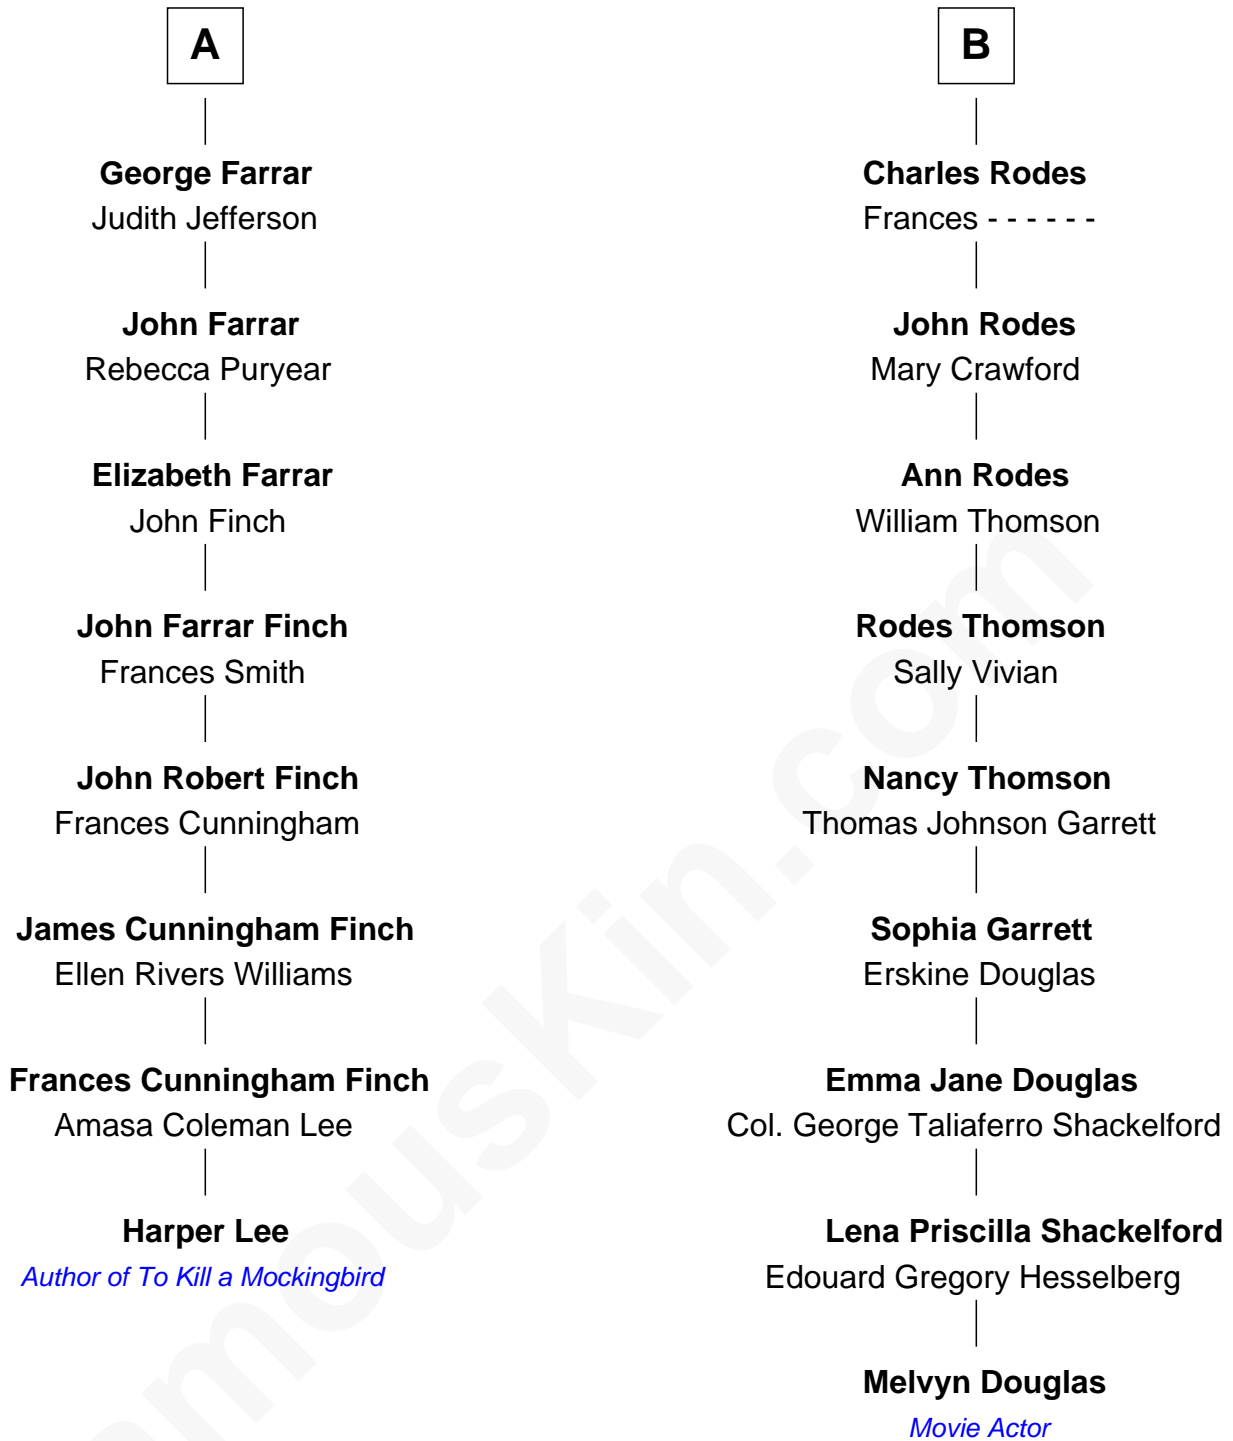 A
George Farrar
Judith Jefferson
John Farrar
Rebecca Puryear
Elizabeth Farrar
John Finch
John Farrar Finch
Frances Smith
John Robert Finch
Frances Cunningham
James Cunningham Finch
Ellen Rivers Williams
Frances Cunningham Finch
Amasa Coleman Lee
Harper Lee
Author of To Kill a Mockingbird
B
Charles Rodes
Frances - - - - - -
John Rodes
Mary Crawford
Ann Rodes
William Thomson
Rodes Thomson
Sally Vivian
Nancy Thomson
Thomas Johnson Garrett
Sophia Garrett
Erskine Douglas
Emma Jane Douglas
Col. George Taliaferro Shackelford
Lena Priscilla Shackelford
Edouard Gregory Hesselberg
Melvyn Douglas
Movie Actor
amousKin.com